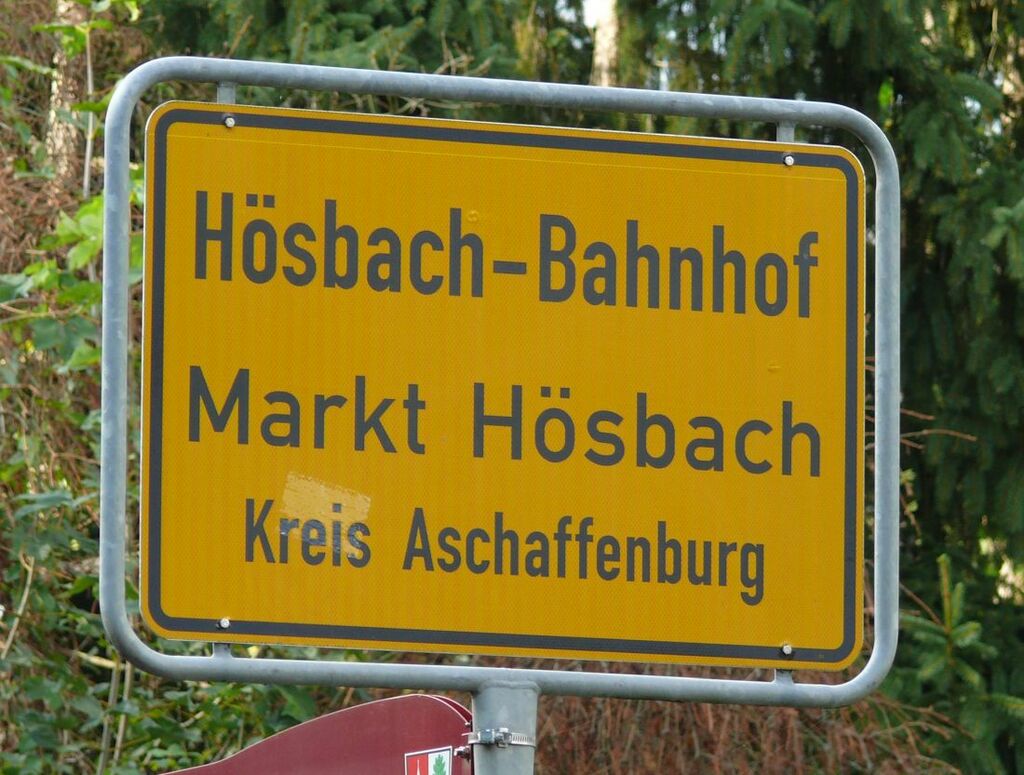 Hösbach-Bahnhof
Markt Hösbach
Kreis Aschaffenburg